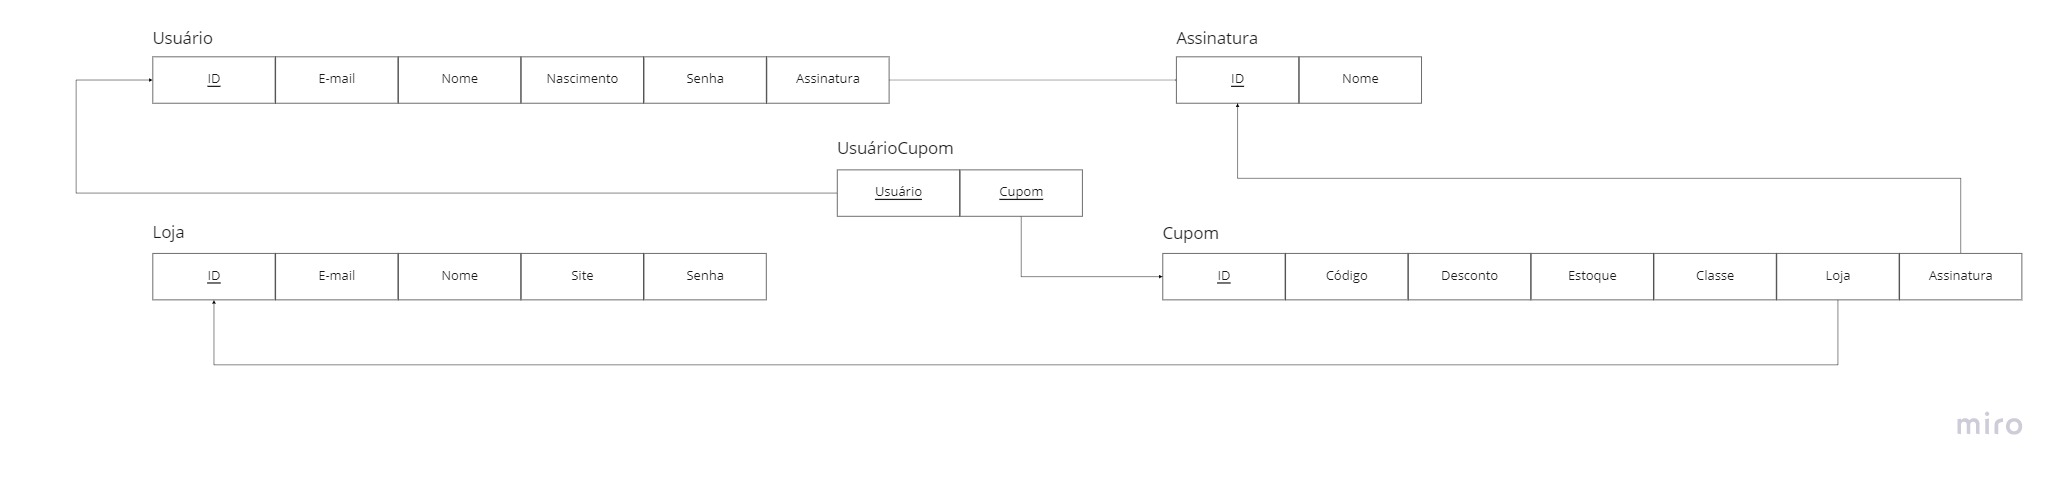 Usuário
ID E-mail Nome Nascimento Senha Assinatura
Assinatura
ID Nome
UsuárioCupom
Usuário Cupom
Loja
ID E-mail Nome Site Senha
Cupom
ID Código Desconto Estoque Classe Loja Assinatura
miro